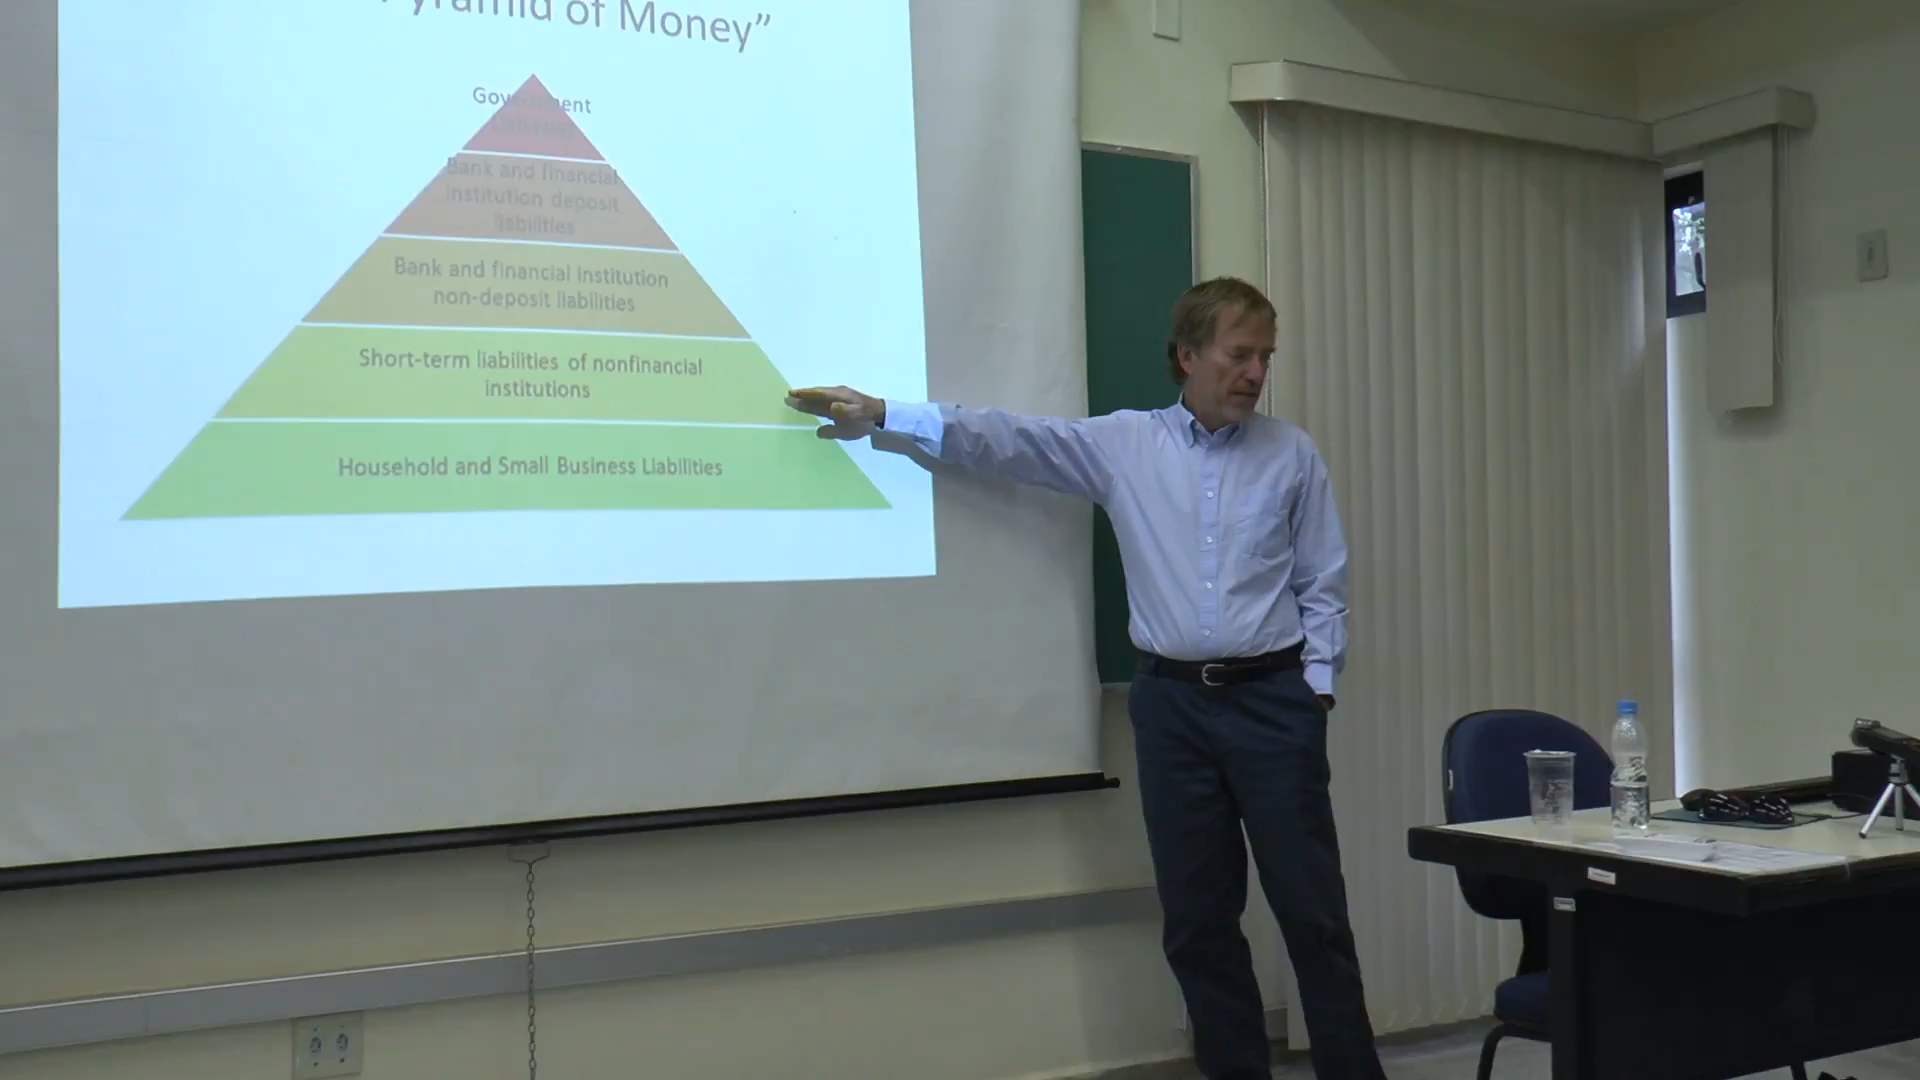 Pyramid of Money”
Government
Bank and financial
institution deposit
liabilities
Bank and financial institution
non-deposit liabilities
Short-term liabilities of nonfinancial
institutions
Household and Small Business Liabilities